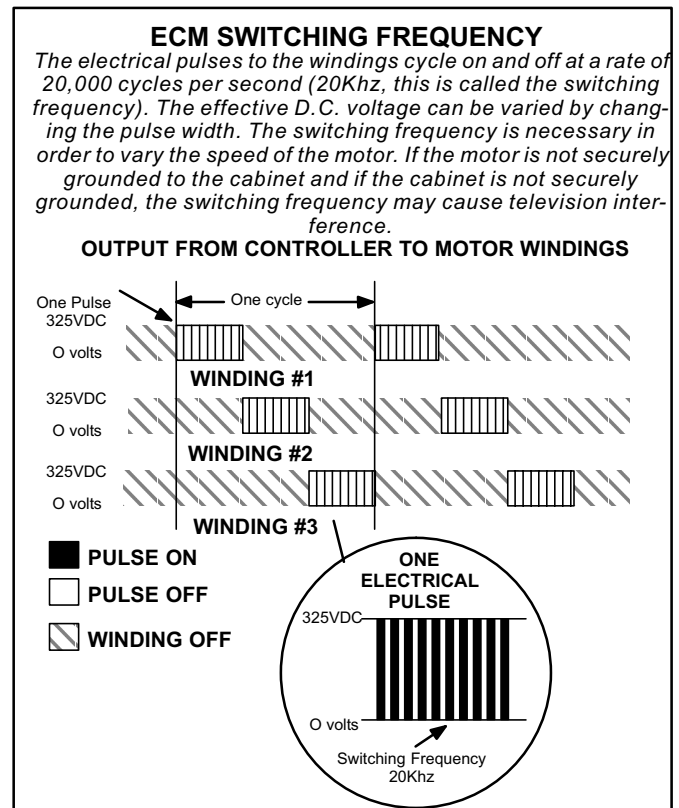 ECM SWITCHING FREQUENCY
The electrical pulses to the windings cycle on and off at a rate of
20,000 cycles per second (20Khz, this is called the switching
frequency). The effective D.C. voltage can be varied by chang-
ing the pulse width. The switching frequency is necessary in
order to vary the speed of the motor. If the motor is not securely
grounded to the cabinet and if the cabinet is not securely
grounded, the switching frequency may cause television inter-
ference.
OUTPUT FROM CONTROLLER TO MOTOR WINDINGS
One Pulse
One cycle
325VDC
O volts
WINDING #1
325VDC
O volts
WINDING #2
325VDC
O volts
WINDING #3
PULSE ON
PULSE OFF
WINDING OFF
ONE
ELECTRICAL
PULSE
325VDC
O volts
Switching Frequency
20Khz